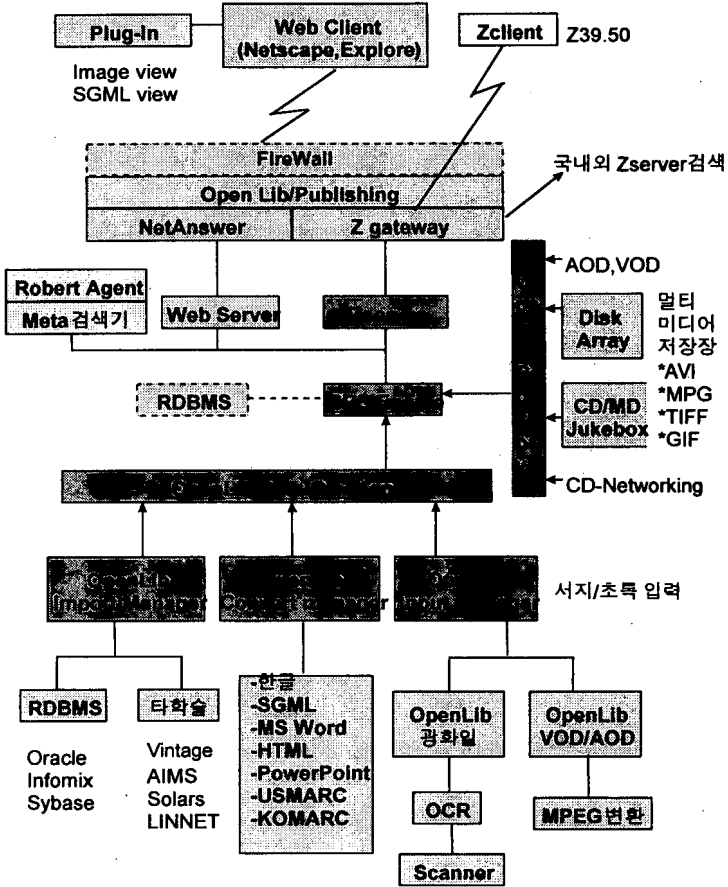 Plug-In
Web Client
(Netscape,Explore)
Zclient
Z39.50
Image view
SGML view
FireWall
Open Lib/Publishing
NetAnswer
Z gateway
국내외 Zserver검색
Robert Agent
Meta검색기
Web Server
AOD,VOD
Disk
Array
멀티
미디어
저장장
*AVI
*MPG
*TIFF
*GIF
CD/MD
Jukebox
CD-Networking
RDBMS
OpenLib
Import Manager
서지/초록 입력
RDBMS
타학술
Oracle
Infomix
Sybase
Vintage
AIMS
Solars
LINNET
-한글
-SGML
-MS Word
-HTML
-PowerPoint
-USMARC
-KOMARC
OpenLib
광화일
OCR
Scanner
OpenLib
VOD/AOD
MPEG변환